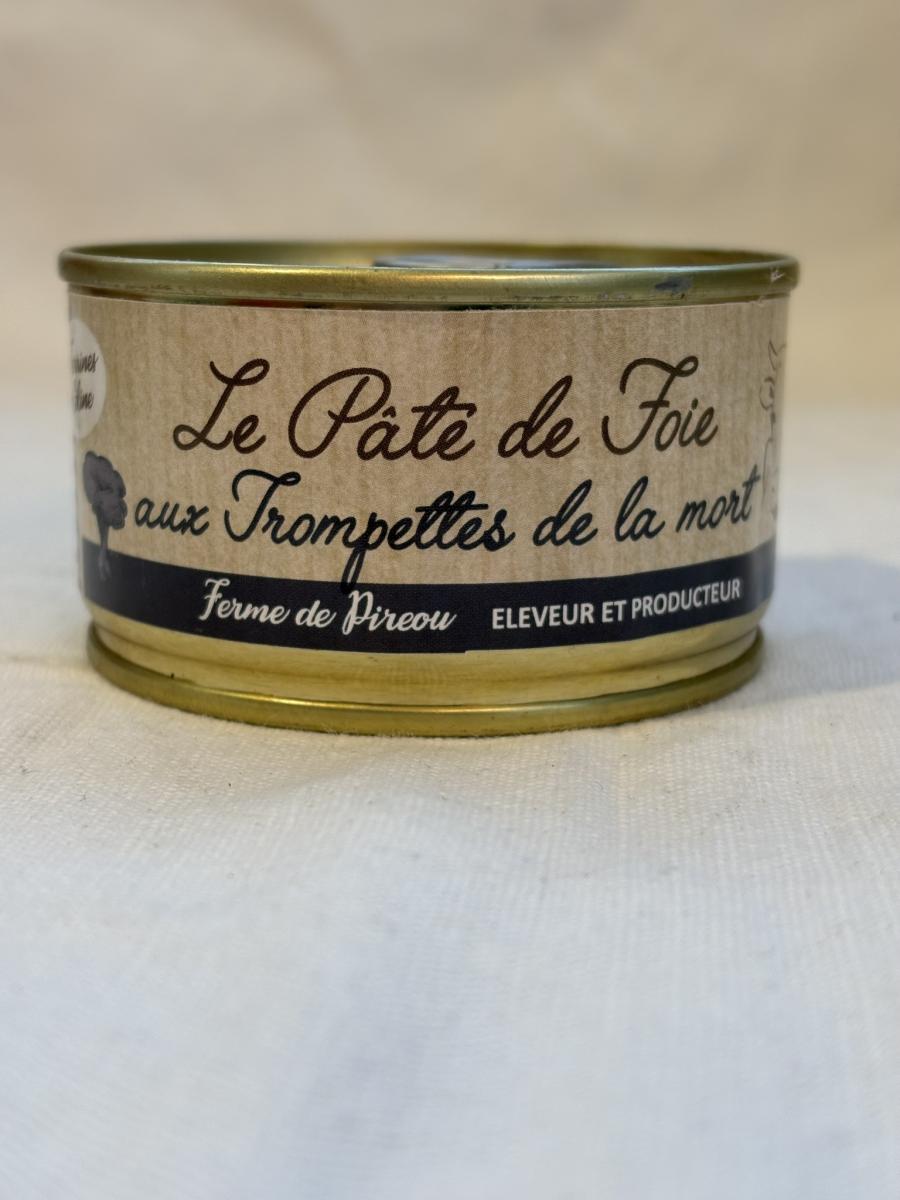 Le Pâté de Foie
aux Trompettes de la mort
Ferme de Pireou ELEVEUR ET PRODUCTEUR